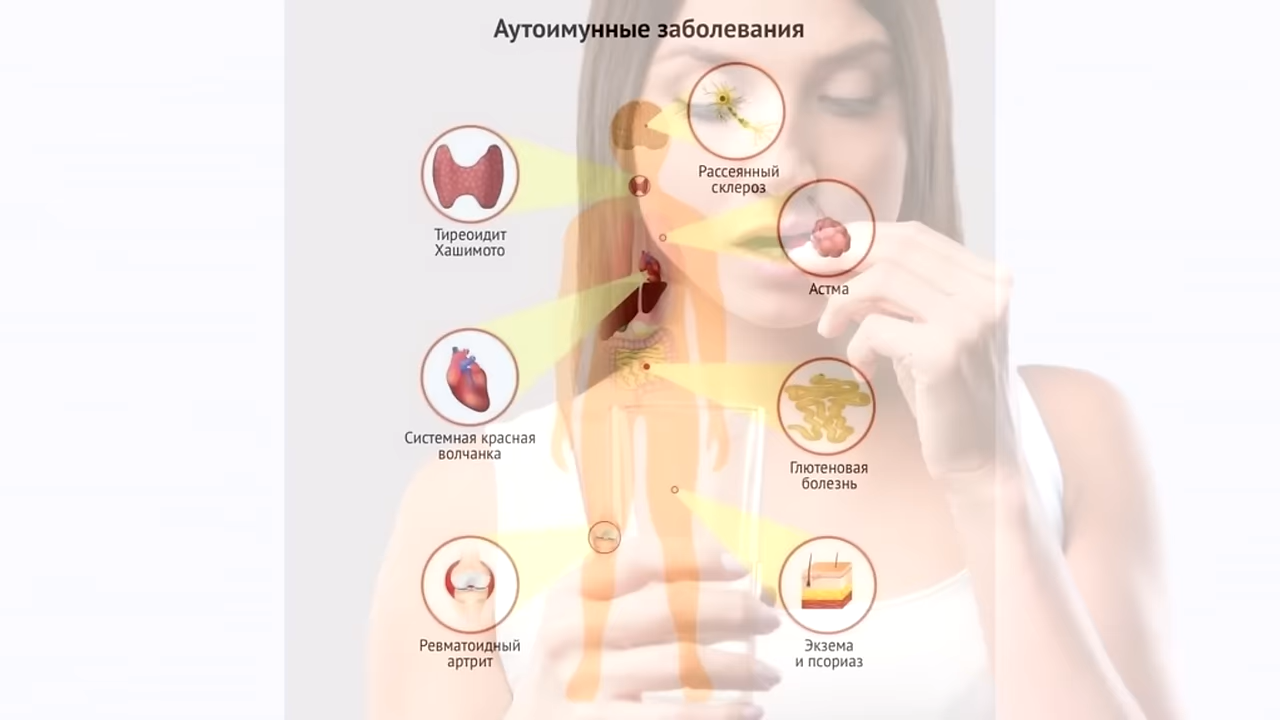 Аутоимунные заболевания
Рассеянный
склероз
Тиреоидит
Хашимото
Астма
Системная красная
волчанка
Глютеновая
болезнь
Ревматоидный
артрит
Экзема
и псориаз